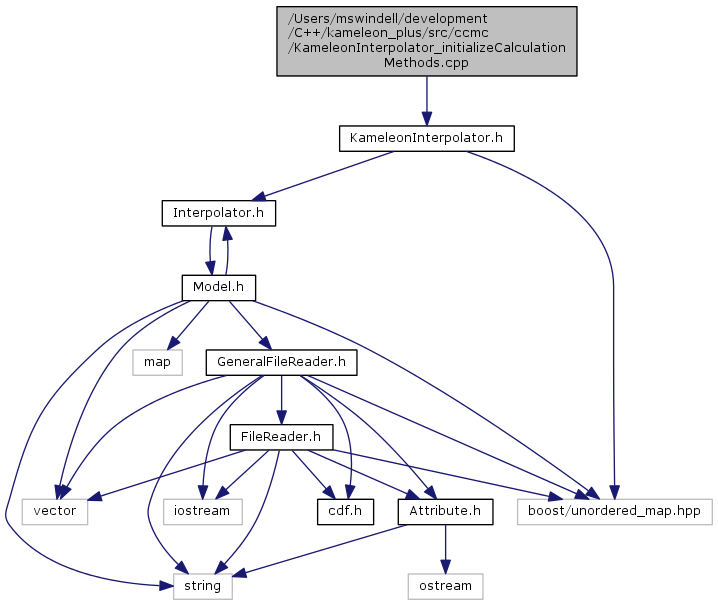 /Users/mswindell/development
/C++/kameleon_plus/src/ccmc
/KameleonInterpolator_initializeCalculation
Methods.cpp
KameleonInterpolator.h
Interpolator.h
Model.h
map
GeneralFileReader.h
FileReader.h
vector
iostream
cdf.h
Attribute.h
boost/unordered_map.hpp
string
ostream